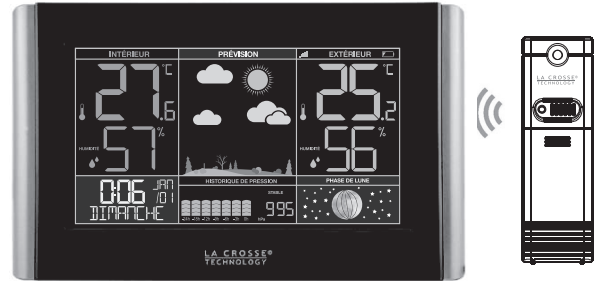 INTÉRIEUR
27.6 °C
HUMIDITÉ 57 %
0:06 JAN /01
DIMANCHE
PRÉVISION
HISTORIQUE DE PRESSION
STABLE
995 hPa
EXTÉRIEUR
25.2 °C
HUMIDITÉ 56 %
PHASE DE LUNE
LA CROSSE®
TECHNOLOGY
LA CROSSE®
TECHNOLOGY